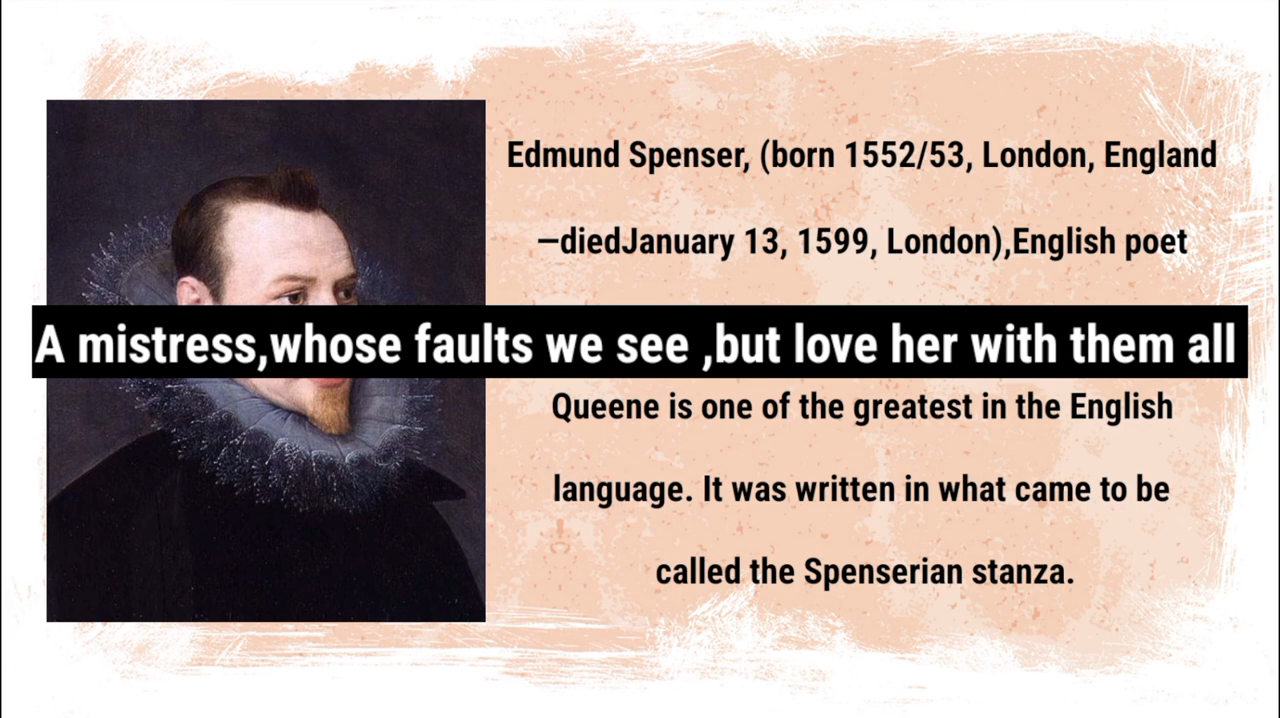 Edmund Spenser, (born 1552/53, London, England
—diedJanuary 13, 1599, London),English poet
A mistress,whose faults we see ,but love her with them all
Queene is one of the greatest in the English
language. It was written in what came to be
called the Spenserian stanza.